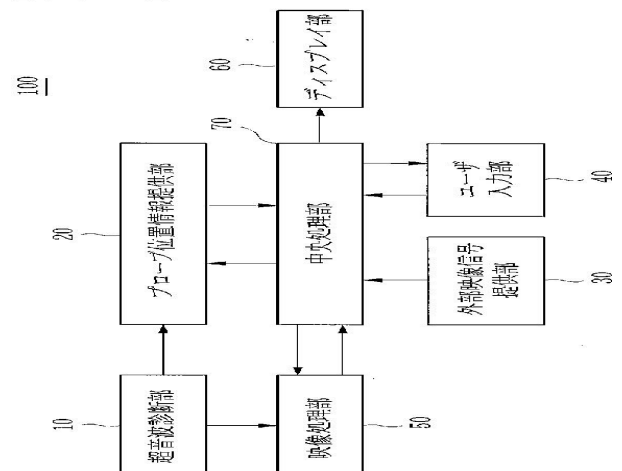 100
10
超音波診断部
20
プローブ位置情報提供部
50
映像処理部
70
中央処理部
60
ディスプレイ部
30
外部映像信号
提供部
40
ユーザ
入力部